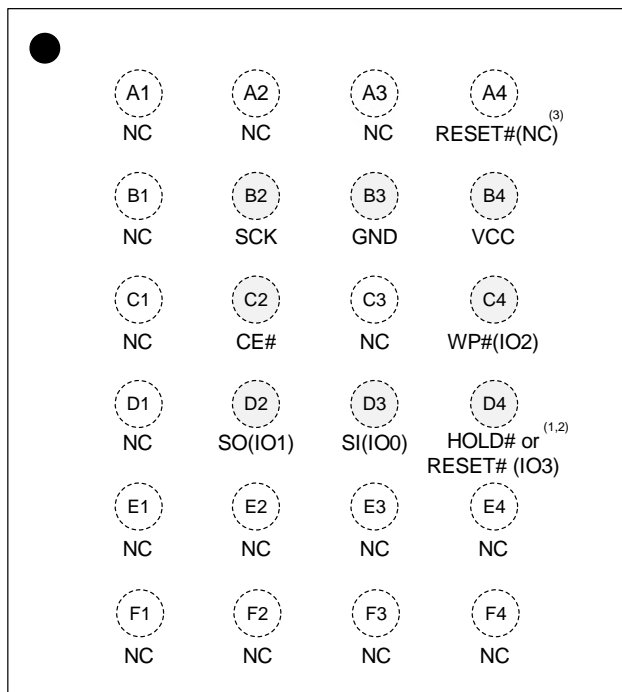 A1 A2 A3 A4
NC NC NC RESET#(NC)(3)
B1 B2 B3 B4
NC SCK GND VCC
C1 C2 C3 C4
NC CE# NC WP#(IO2)
D1 D2 D3 D4
NC SO(IO1) SI(IO0) HOLD# or(1,2)
RESET# (IO3)
E1 E2 E3 E4
NC NC NC NC
F1 F2 F3 F4
NC NC NC NC